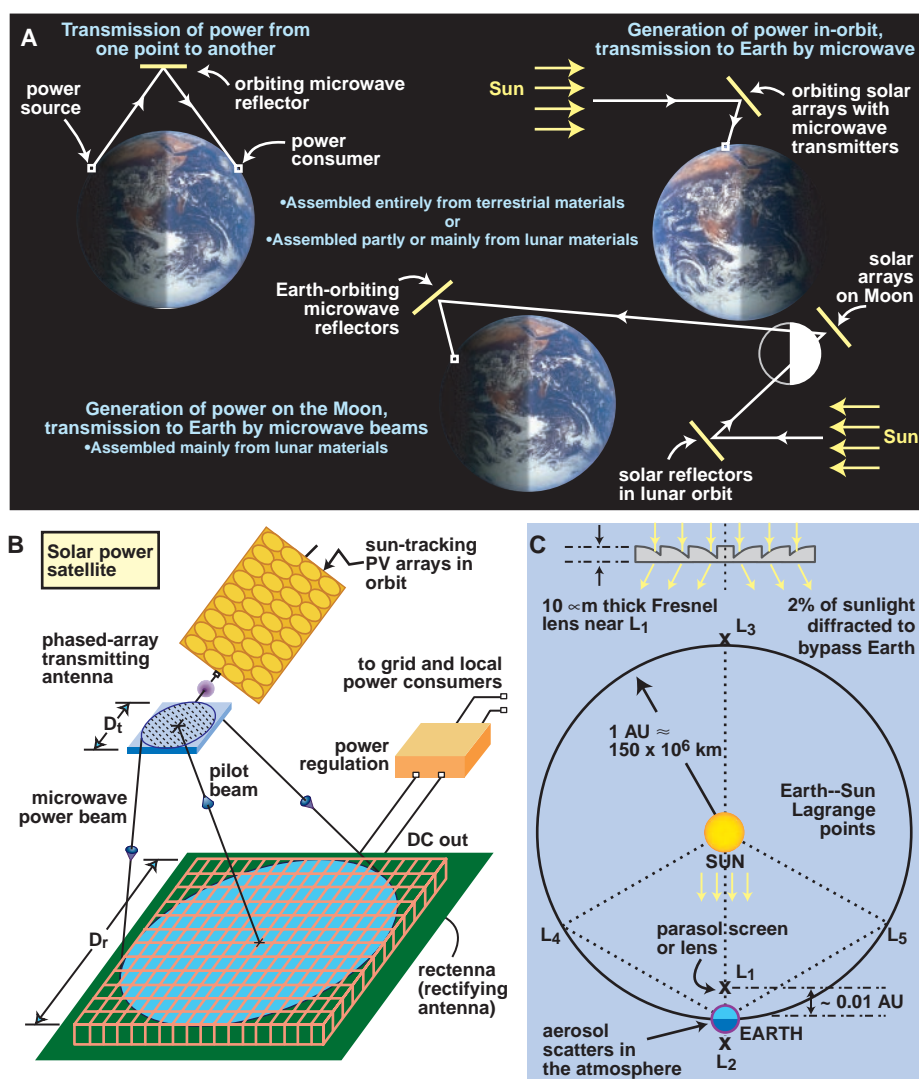 A
Transmission of power from
one point to another
power
source
orbiting microwave
reflector
power
consumer
Generation of power in-orbit,
transmission to Earth by microwave
Sun
orbiting solar
arrays with
microwave
transmitters
•Assembled entirely from terrestrial materials
or
•Assembled partly or mainly from lunar materials
Earth-orbiting
microwave
reflectors
solar
arrays
on Moon
Generation of power on the Moon,
transmission to Earth by microwave beams
•Assembled mainly from lunar materials
Sun
solar reflectors
in lunar orbit
B
Solar power
satellite
sun-tracking
PV arrays in
orbit
phased-array
transmitting
antenna
to grid and local
power consumers
Dt
power
regulation
pilot
beam
microwave
power beam
DC out
Dr
rectenna
(rectifying
antenna)
C
10 ∝m thick Fresnel
lens near L1
2% of sunlight
diffracted to
bypass Earth
x L3
1 AU ≈
150 x 10⁶ km
Earth--Sun
Lagrange
points
SUN
L4
L5
parasol screen
or lens
L1
x
~ 0.01 AU
EARTH
aerosol
scatters in
the atmosphere
x
L2